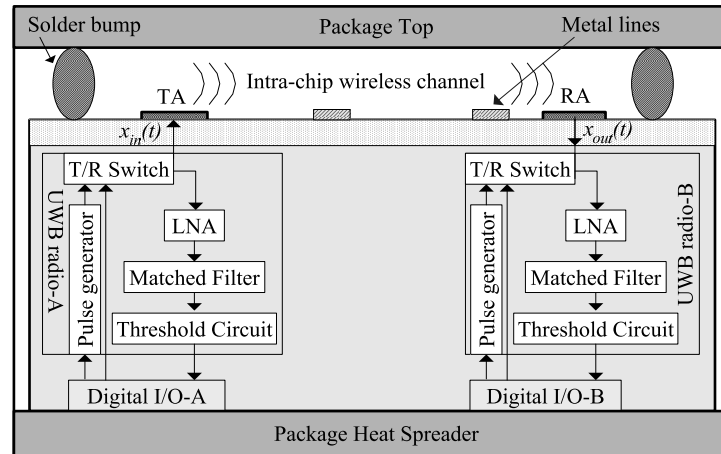 Solder bump
Package Top
Metal lines
Intra-chip wireless channel
TA
RA
x_in(t)
x_out(t)
T/R Switch
T/R Switch
UWB radio-A
Pulse generator
LNA
Matched Filter
Threshold Circuit
Pulse generator
LNA
Matched Filter
Threshold Circuit
UWB radio-B
Digital I/O-A
Digital I/O-B
Package Heat Spreader